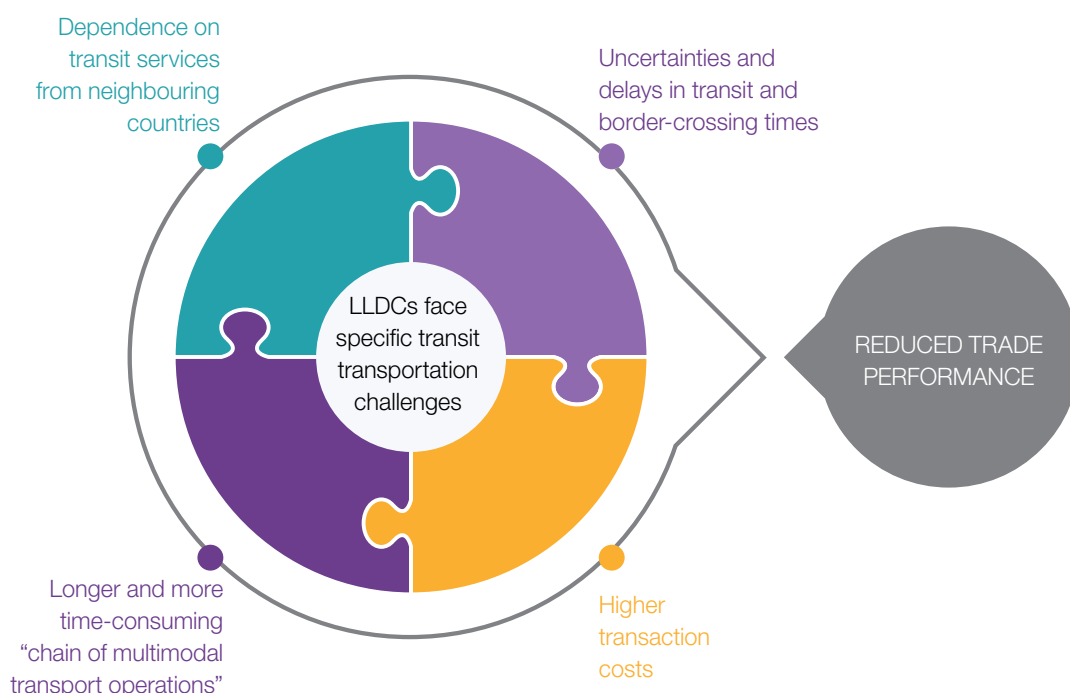 Dependence on
transit services
from neighbouring
countries
Uncertainties and
delays in transit and
border-crossing times
LLDCs face
specific transit
transportation
challenges
REDUCED TRADE
PERFORMANCE
Longer and more
time-consuming
“chain of multimodal
transport operations”
Higher
transaction
costs